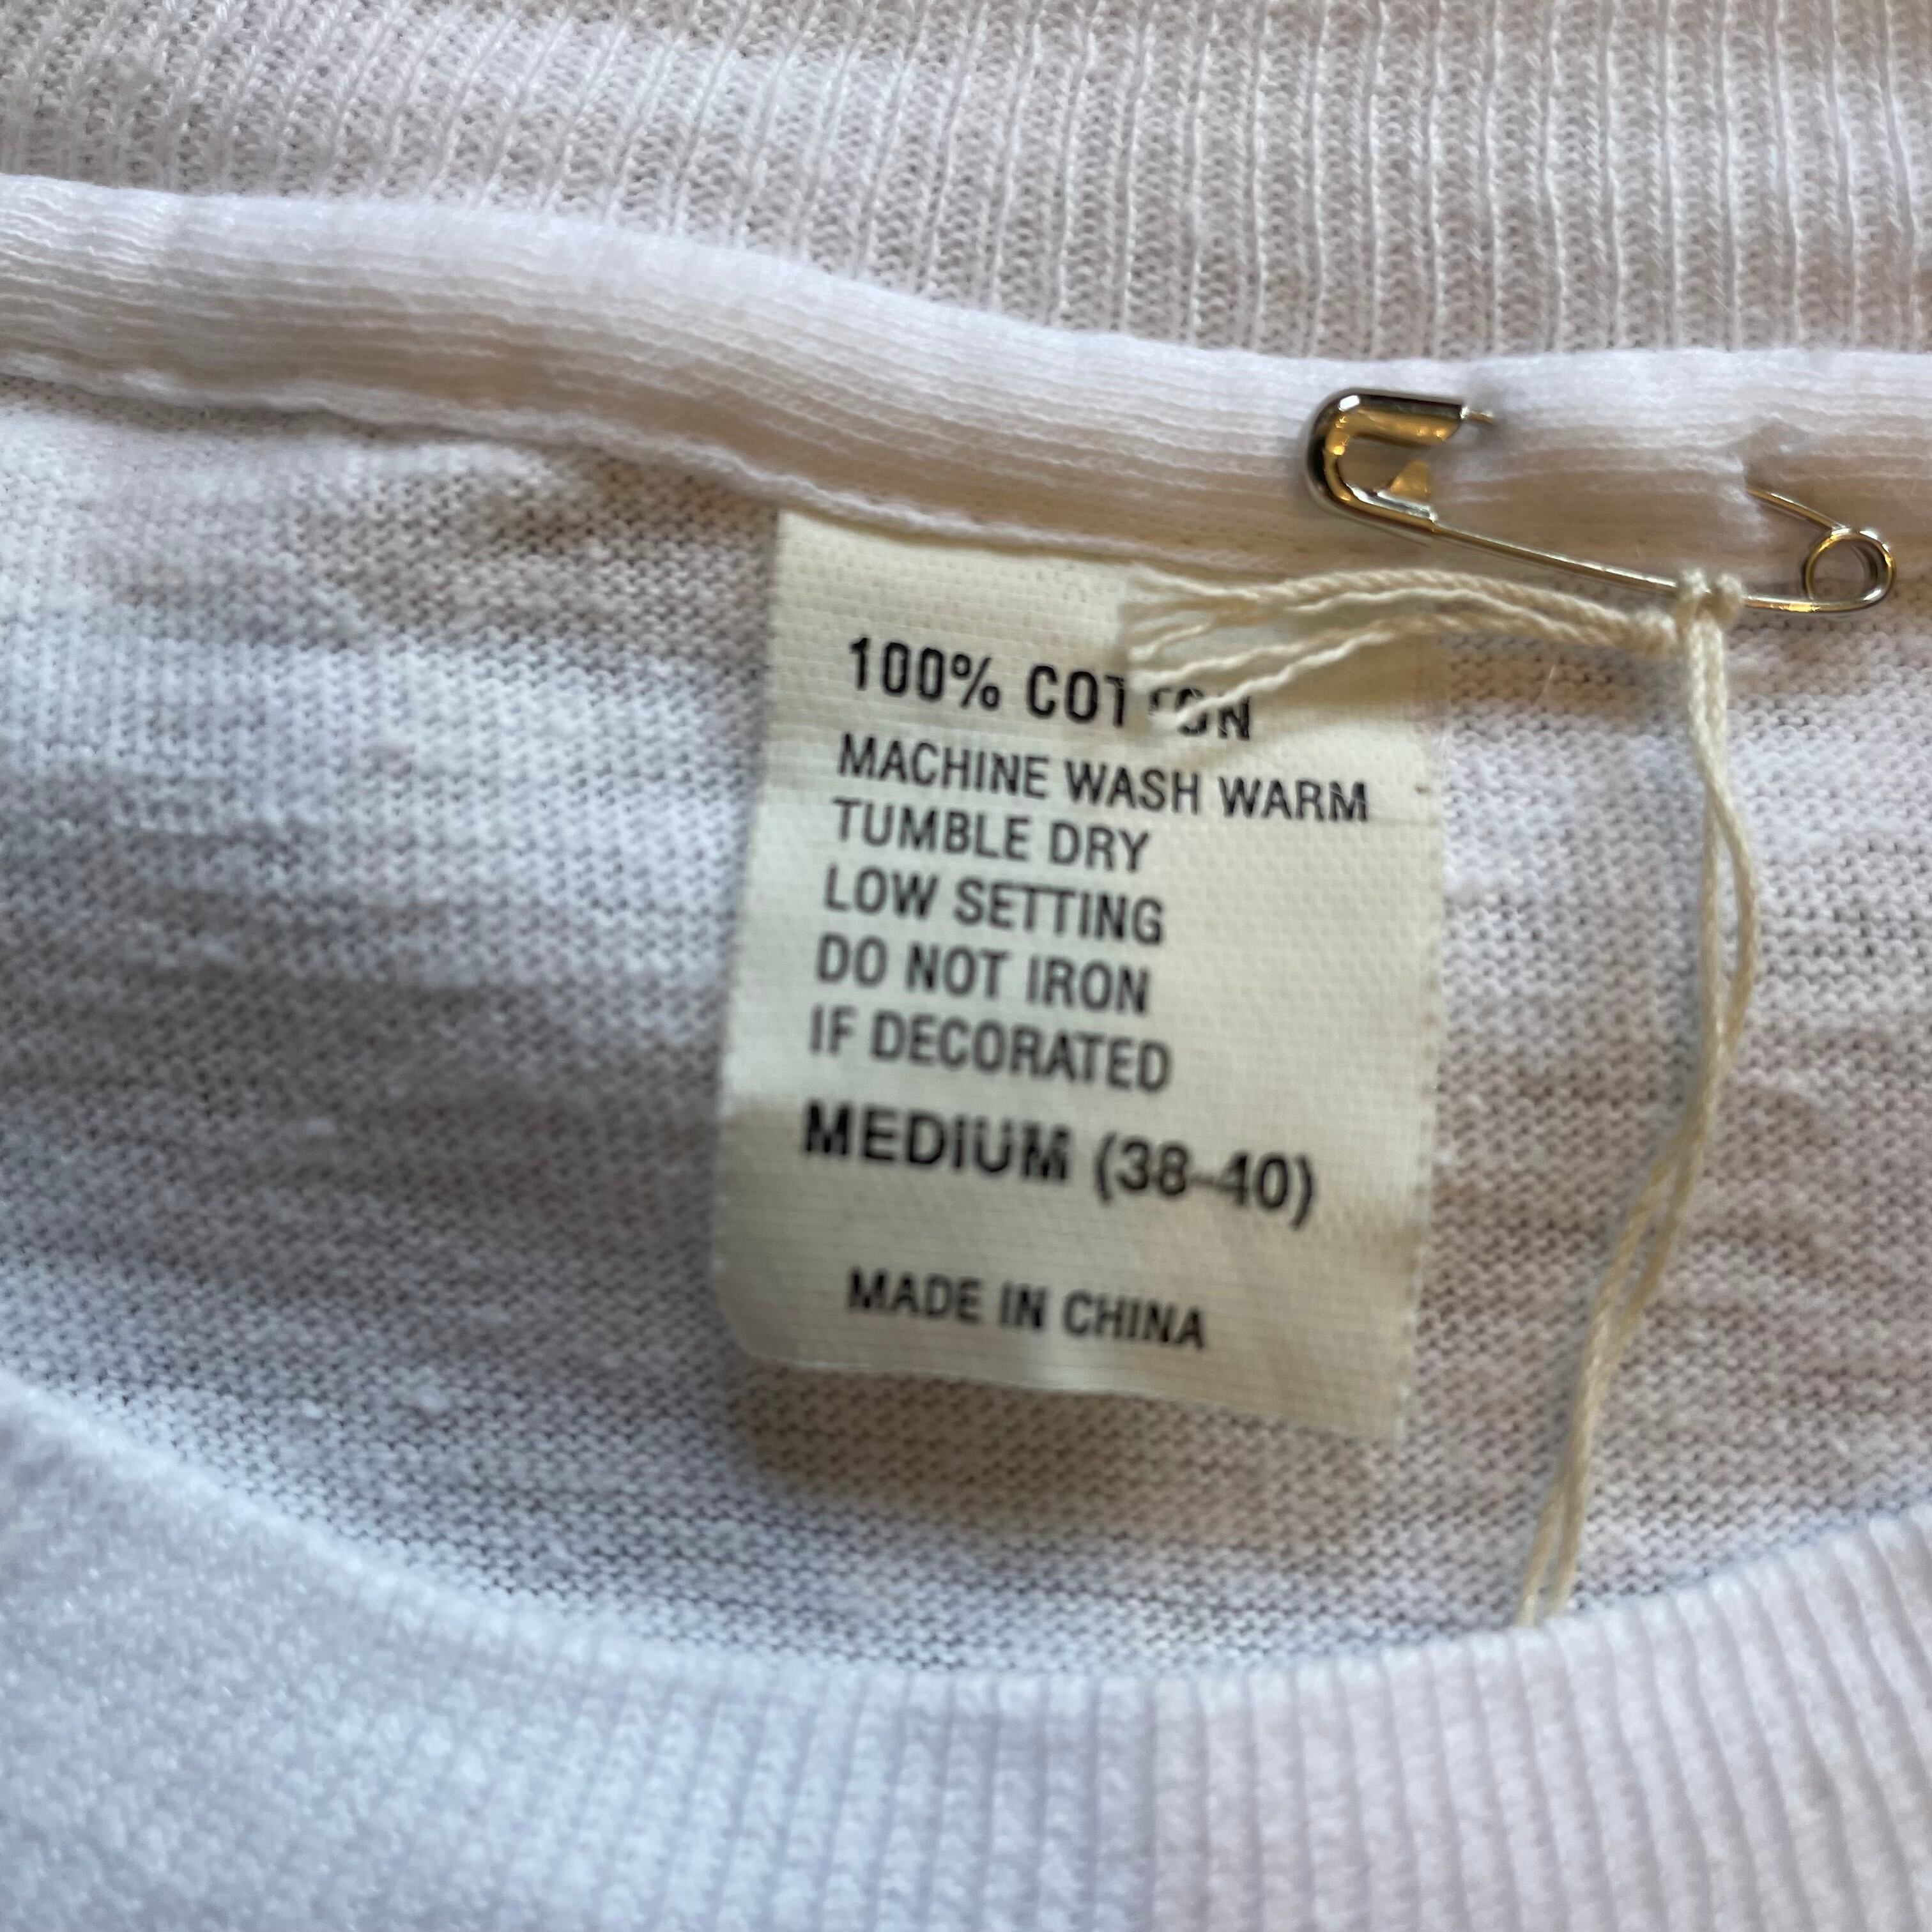 100% COTTON
MACHINE WASH WARM
TUMBLE DRY
LOW SETTING
DO NOT IRON
IF DECORATED
MEDIUM (38-40)
MADE IN CHINA